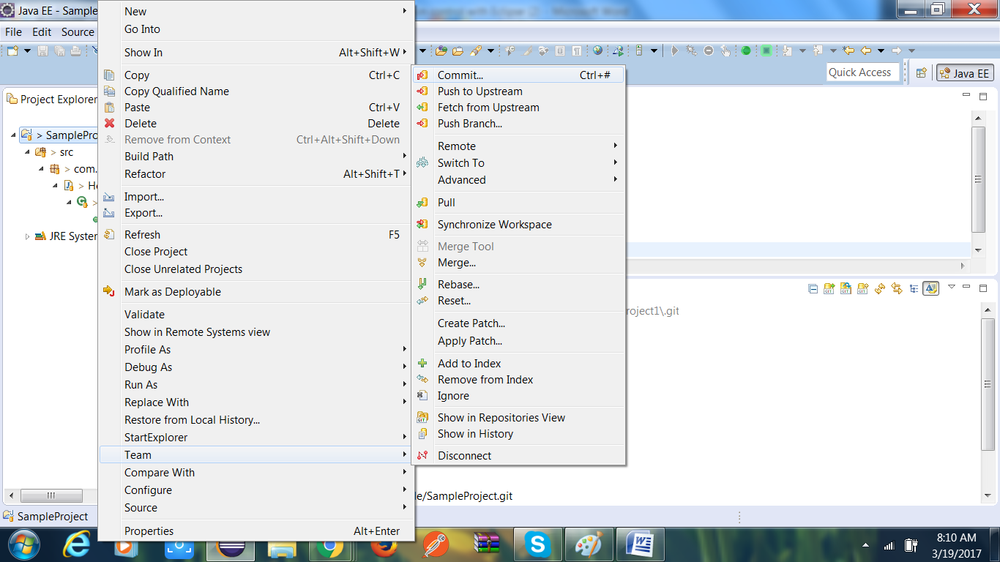 Java EE - Sample
Microsoft Word
File Edit Source
Quick Access
Java EE
Project Explorer
> SamplePro
> src
> com.
> He
>
JRE Syster
New
Go Into
Show In Alt+Shift+W
Copy Ctrl+C
Copy Qualified Name
Paste Ctrl+V
Delete Delete
Remove from Context Ctrl+Alt+Shift+Down
Build Path
Refactor Alt+Shift+T
Import...
Export...
Refresh F5
Close Project
Close Unrelated Projects
Mark as Deployable
Validate
Show in Remote Systems view
Profile As
Debug As
Run As
Replace With
Restore from Local History...
StartExplorer
Team
Compare With
Configure
Source
Properties Alt+Enter
Commit... Ctrl+#
Push to Upstream
Fetch from Upstream
Push Branch...
Remote
Switch To
Advanced
Pull
Synchronize Workspace
Merge Tool
Merge...
Rebase...
Reset...
Create Patch...
Apply Patch...
Add to Index
Remove from Index
Ignore
Show in Repositories View
Show in History
Disconnect
roject1\.git
le/SampleProject.git
SampleProject
8:10 AM
3/19/2017